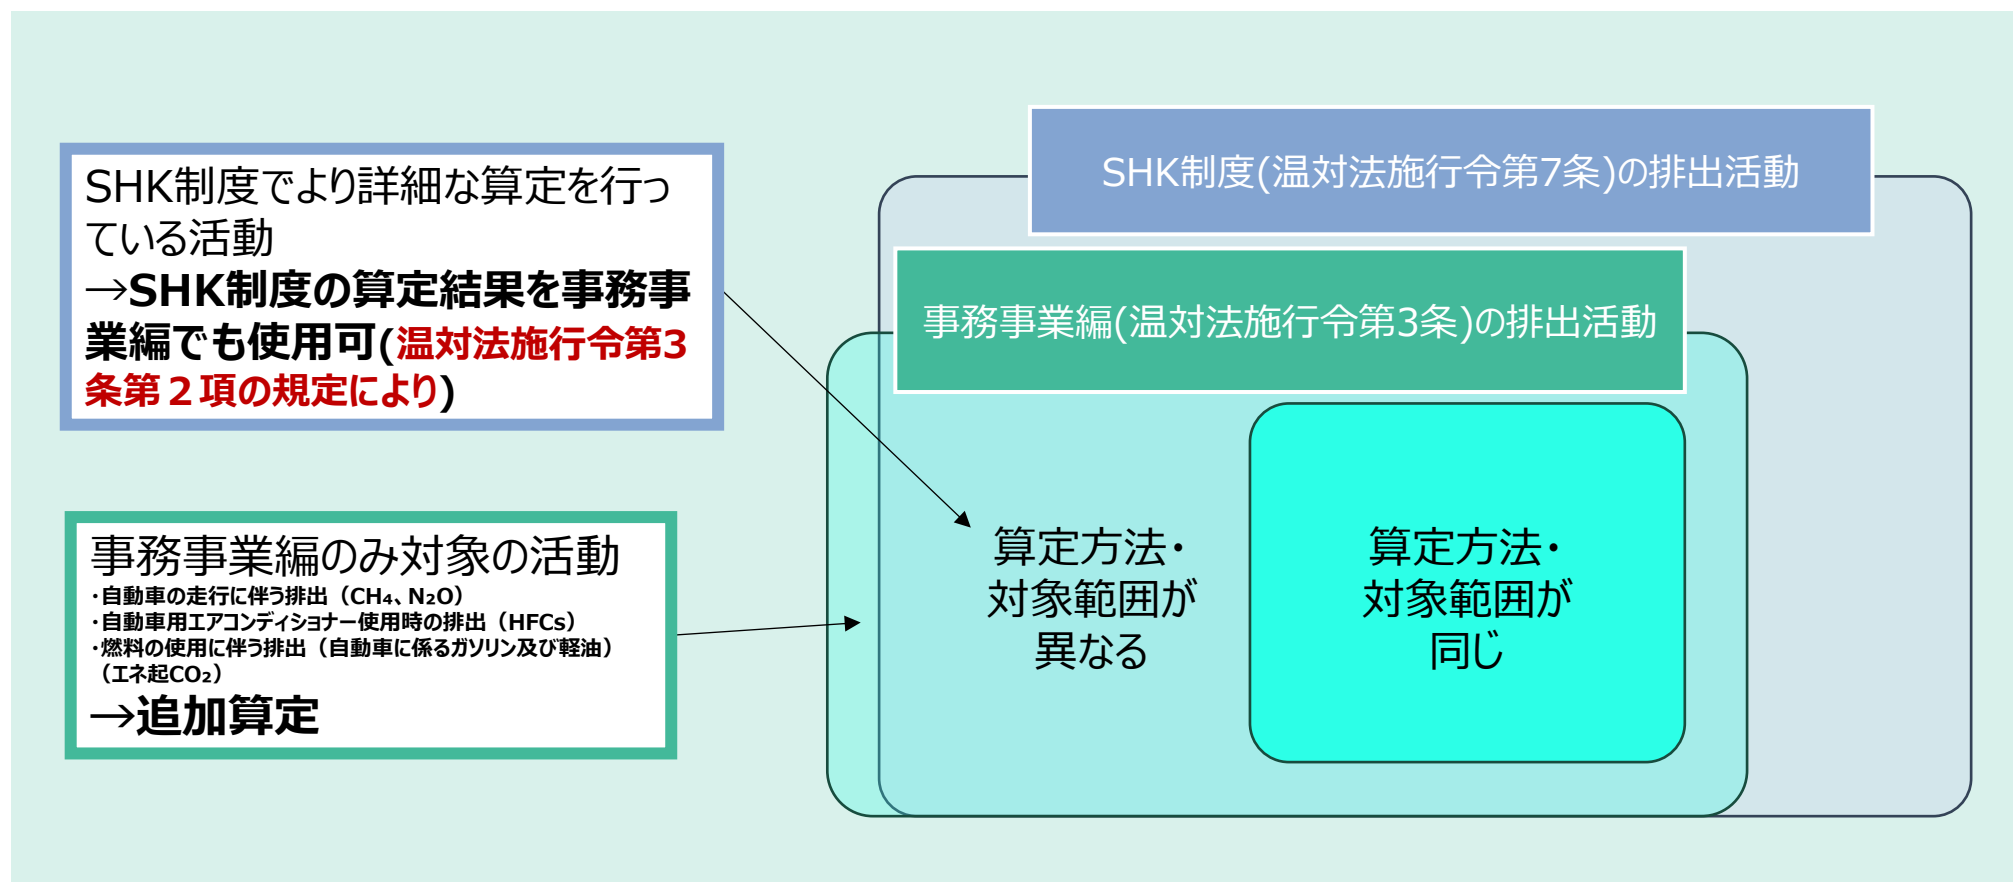 SHK制度(温対法施行令第7条)の排出活動
SHK制度でより詳細な算定を行っ
ている活動
→SHK制度の算定結果を事務事
業編でも使用可(温対法施行令第3
条第２項の規定により)
事務事業編(温対法施行令第3条)の排出活動
事務事業編のみ対象の活動
・自動車の走行に伴う排出（CH₄、N₂O）
・自動車用エアコンディショナー使用時の排出（HFCs）
・燃料の使用に伴う排出（自動車に係るガソリン及び軽油）
（エネ起CO₂）
→追加算定
算定方法・
対象範囲が
異なる
算定方法・
対象範囲が
同じ